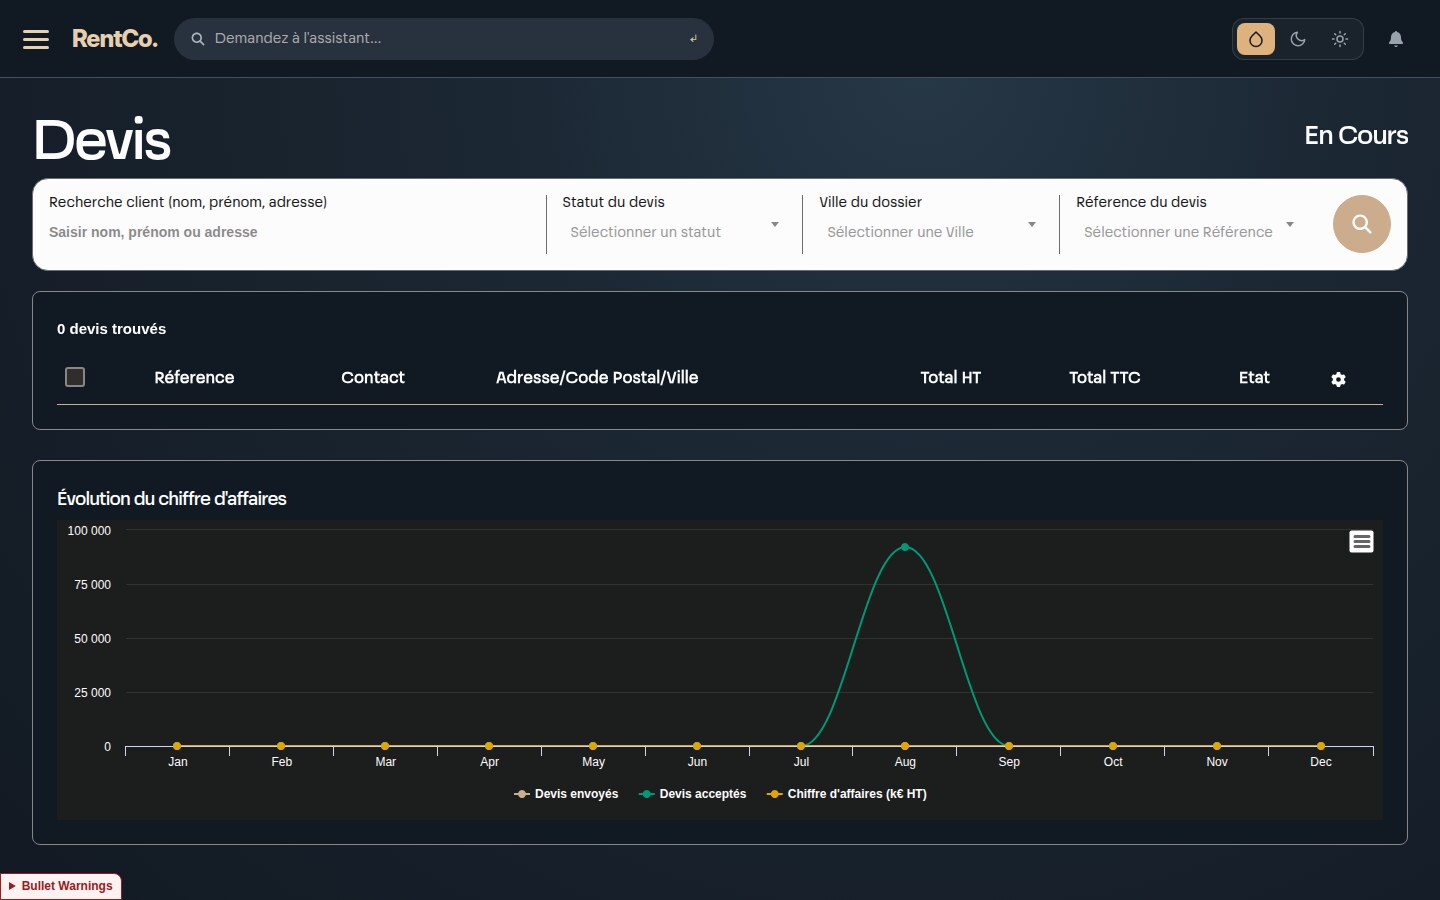 RentCo.
Demandez à l'assistant...
Devis
En Cours
Recherche client (nom, prénom, adresse)
Saisir nom, prénom ou adresse
Statut du devis
Sélectionner un statut
Ville du dossier
Sélectionner une Ville
Réference du devis
Sélectionner une Référence
0 devis trouvés
Réference Contact Adresse/Code Postal/Ville Total HT Total TTC Etat
Évolution du chiffre d'affaires
100 000
75 000
50 000
25 000
0
Jan Feb Mar Apr May Jun Jul Aug Sep Oct Nov Dec
Devis envoyés Devis acceptés Chiffre d'affaires (k€ HT)
Bullet Warnings